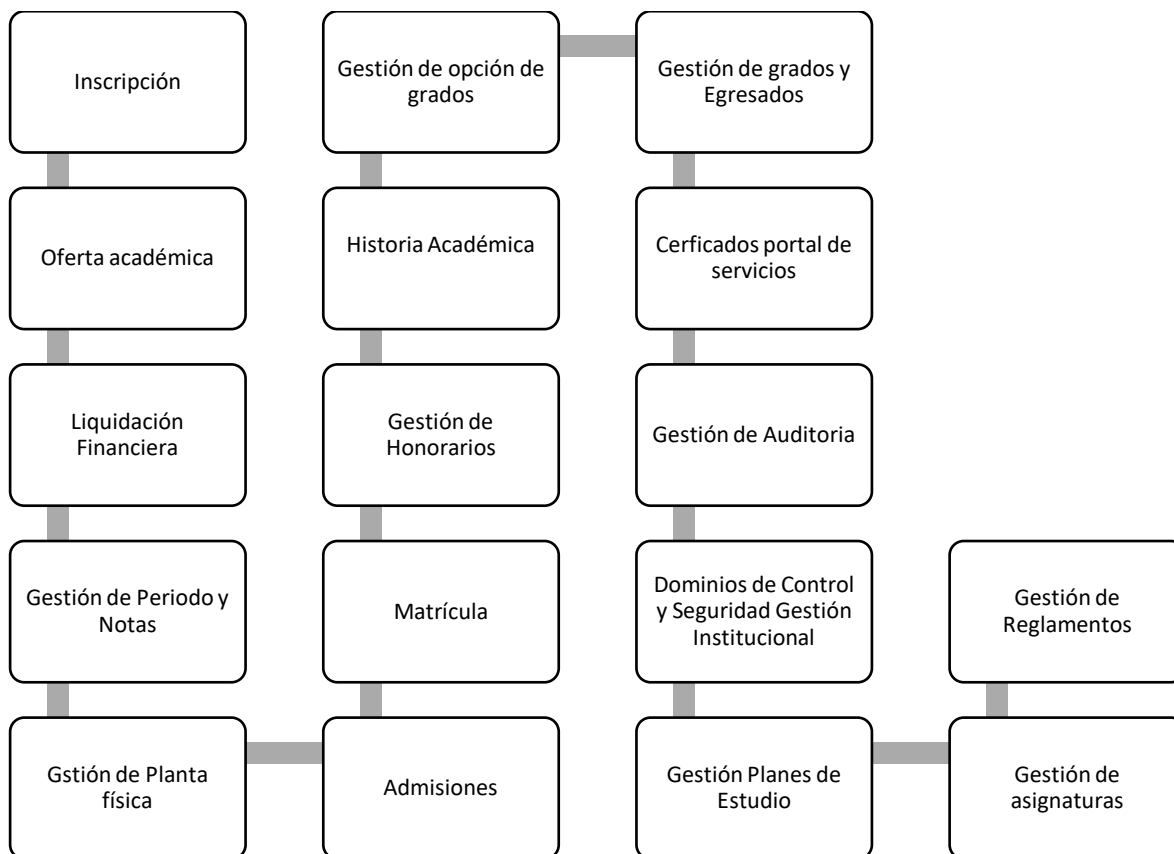 Inscripción
Oferta académica
Liquidación
Financiera
Gestión de Periodo y
Notas
Gstión de Planta
física
Admisiones
Matrícula
Gestión de
Honorarios
Historia Académica
Gestión de opción de
grados
Gestión de grados y
Egresados
Cerficados portal de
servicios
Gestión de Auditoria
Dominios de Control
y Seguridad Gestión
Institucional
Gestión Planes de
Estudio
Gestión de
asignaturas
Gestión de
Reglamentos